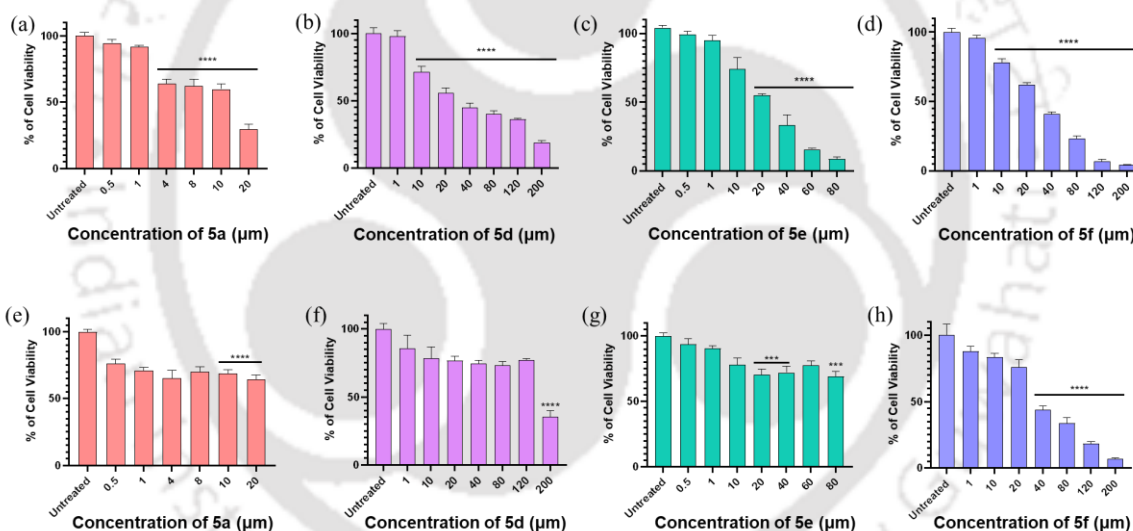 (a)
% of Cell Viability
100
50
0
****
Untreated
0.5
1
4
8
10
20
Concentration of 5a (μm)
(b)
% of Cell Viability
100
50
0
****
Untreated
1
10
20
40
80
120
200
Concentration of 5d (μm)
(c)
% of Cell Viability
100
50
0
****
Untreated
0.5
1
10
20
40
60
80
Concentration of 5e (μm)
(d)
% of Cell Viability
100
50
0
****
Untreated
1
10
20
40
80
120
200
Concentration of 5f (μm)
(e)
% of Cell Viability
100
50
0
****
Untreated
0.5
1
4
8
10
20
Concentration of 5a (μm)
(f)
% of Cell Viability
100
50
0
****
Untreated
1
10
20
40
80
120
200
Concentration of 5d (μm)
(g)
% of Cell Viability
100
50
0
***
***
Untreated
0.5
1
10
20
40
60
80
Concentration of 5e (μm)
(h)
% of Cell Viability
100
50
0
****
Untreated
1
10
20
40
80
120
200
Concentration of 5f (μm)